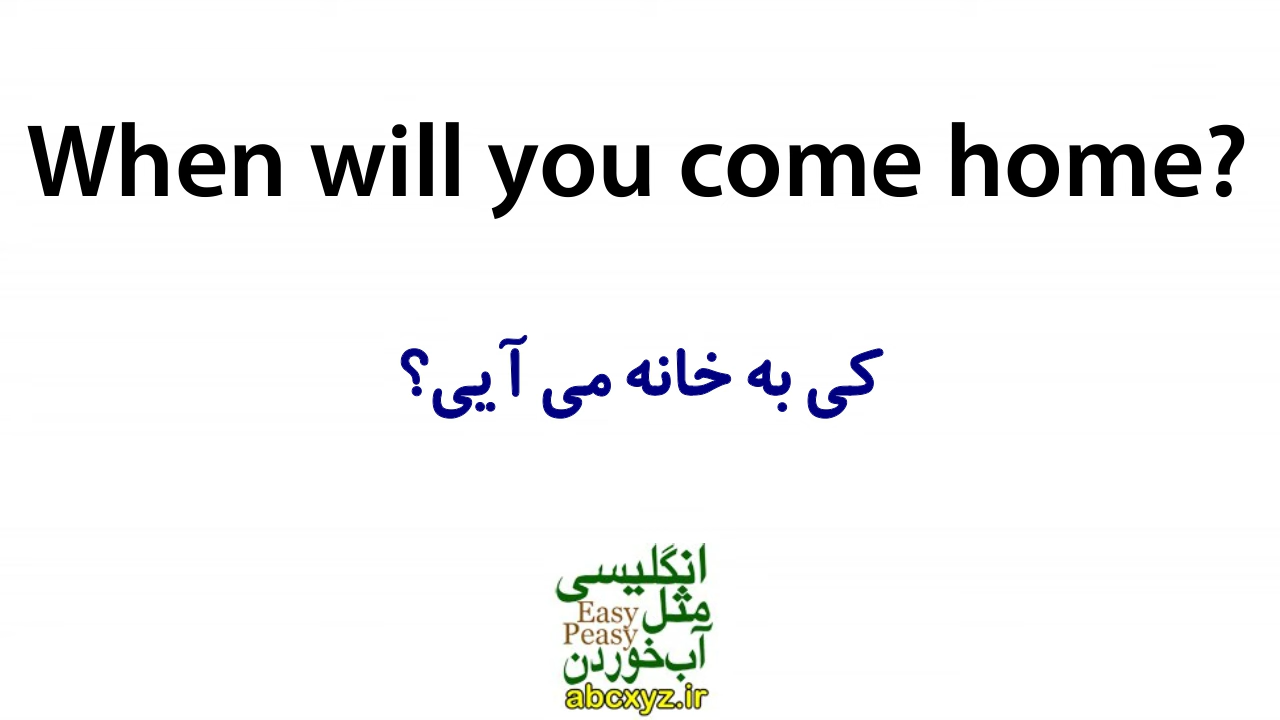 When will you come home?
کی به خانه می آیی؟
انگلیسی
مثل
Easy
Peasy
آب‌خوردن
abcxyz.ir